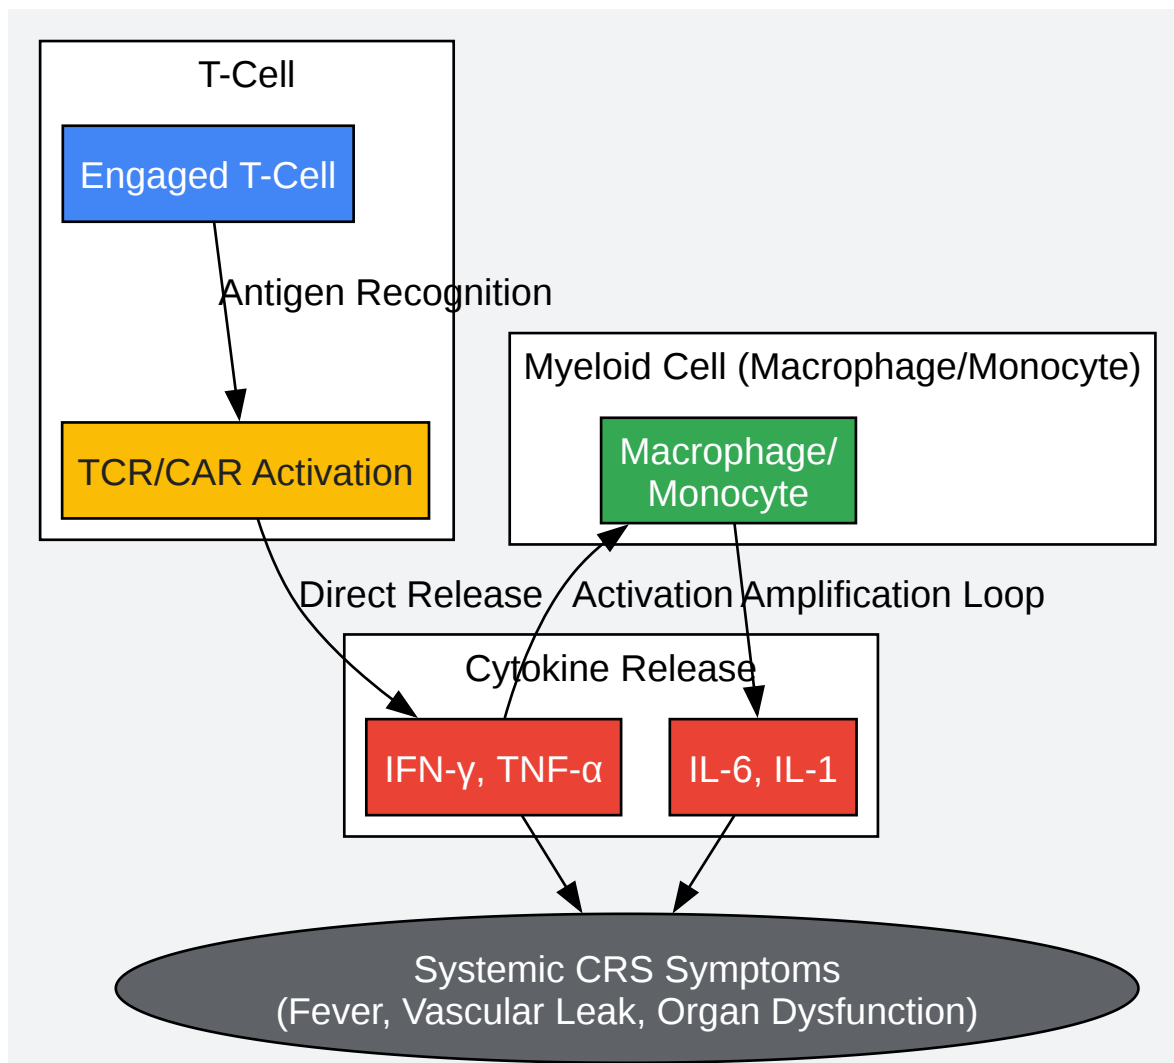 T-Cell
Engaged T-Cell
Antigen Recognition
Myeloid Cell (Macrophage/Monocyte)
Macrophage/
Monocyte
TCR/CAR Activation
Direct Release
Activation
Amplification Loop
Cytokine Release
IFN-γ, TNF-α
IL-6, IL-1
Systemic CRS Symptoms
(Fever, Vascular Leak, Organ Dysfunction)